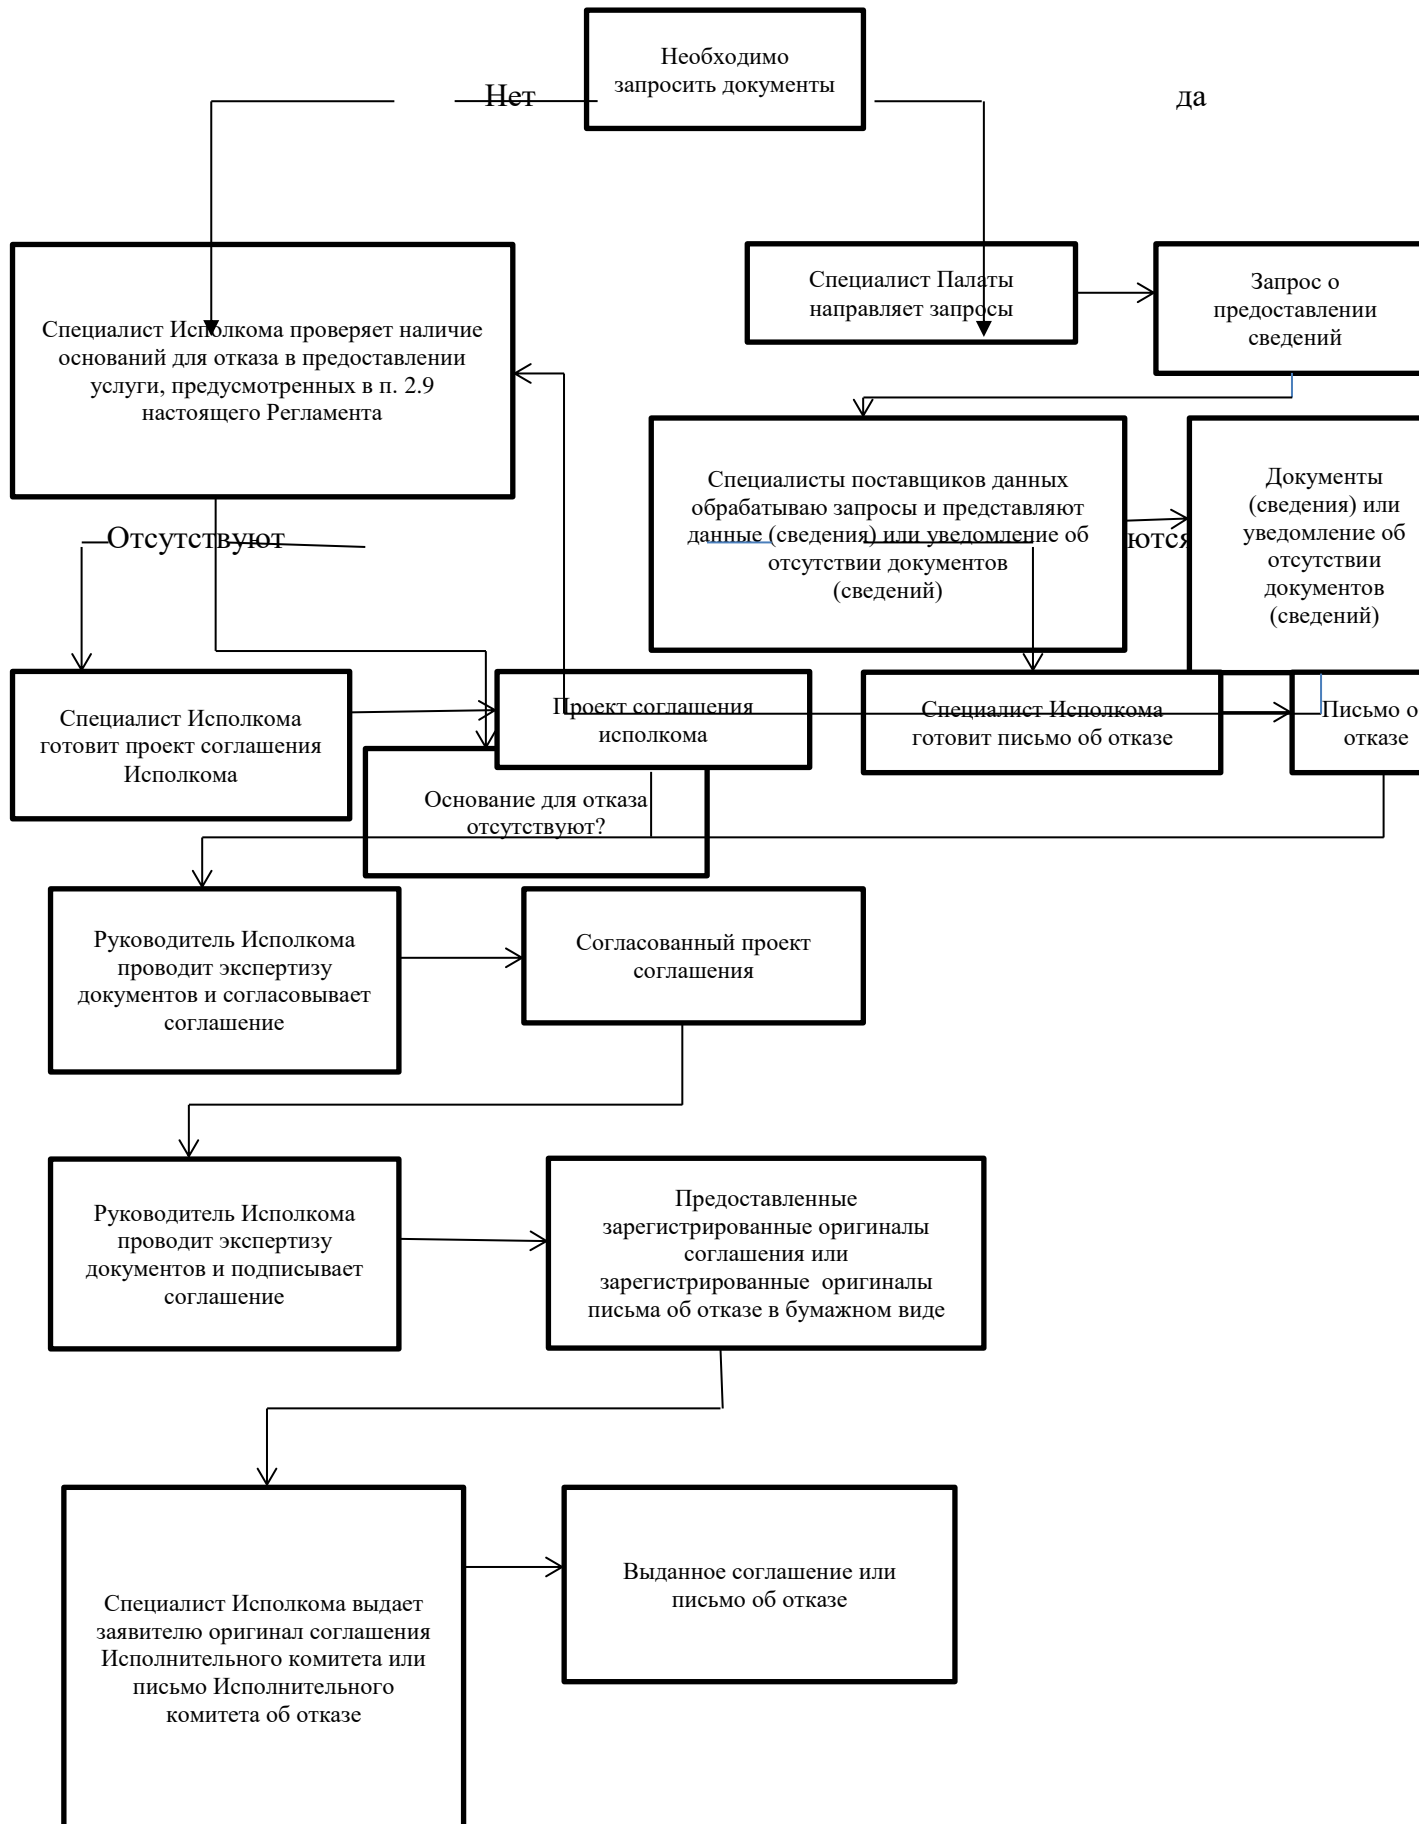 Необходимо
запросить документы
Нет
да
Специалист Исполкома проверяет наличие
оснований для отказа в предоставлении
услуги, предусмотренных в п. 2.9
настоящего Регламента
Специалист Палаты
направляет запросы
Запрос о
предоставлении
сведений
Специалисты поставщиков данных
обрабатываю запросы и представляют
данные (сведения) или уведомление об
отсутствии документов
(сведений)
Документы
(сведения) или
уведомление об
отсутствии
документов
(сведений)
Отсутствуют
ются
Специалист Исполкома
готовит проект соглашения
Исполкома
Проект соглашения
исполкома
Специалист Исполкома
готовит письмо об отказе
Письмо о
отказе
Основание для отказа
отсутствуют?
Руководитель Исполкома
проводит экспертизу
документов и согласовывает
соглашение
Согласованный проект
соглашения
Руководитель Исполкома
проводит экспертизу
документов и подписывает
соглашение
Предоставленные
зарегистрированные оригиналы
соглашения или
зарегистрированные оригиналы
письма об отказе в бумажном виде
Специалист Исполкома выдает
заявителю оригинал соглашения
Исполнительного комитета или
письмо Исполнительного
комитета об отказе
Выданное соглашение или
письмо об отказе